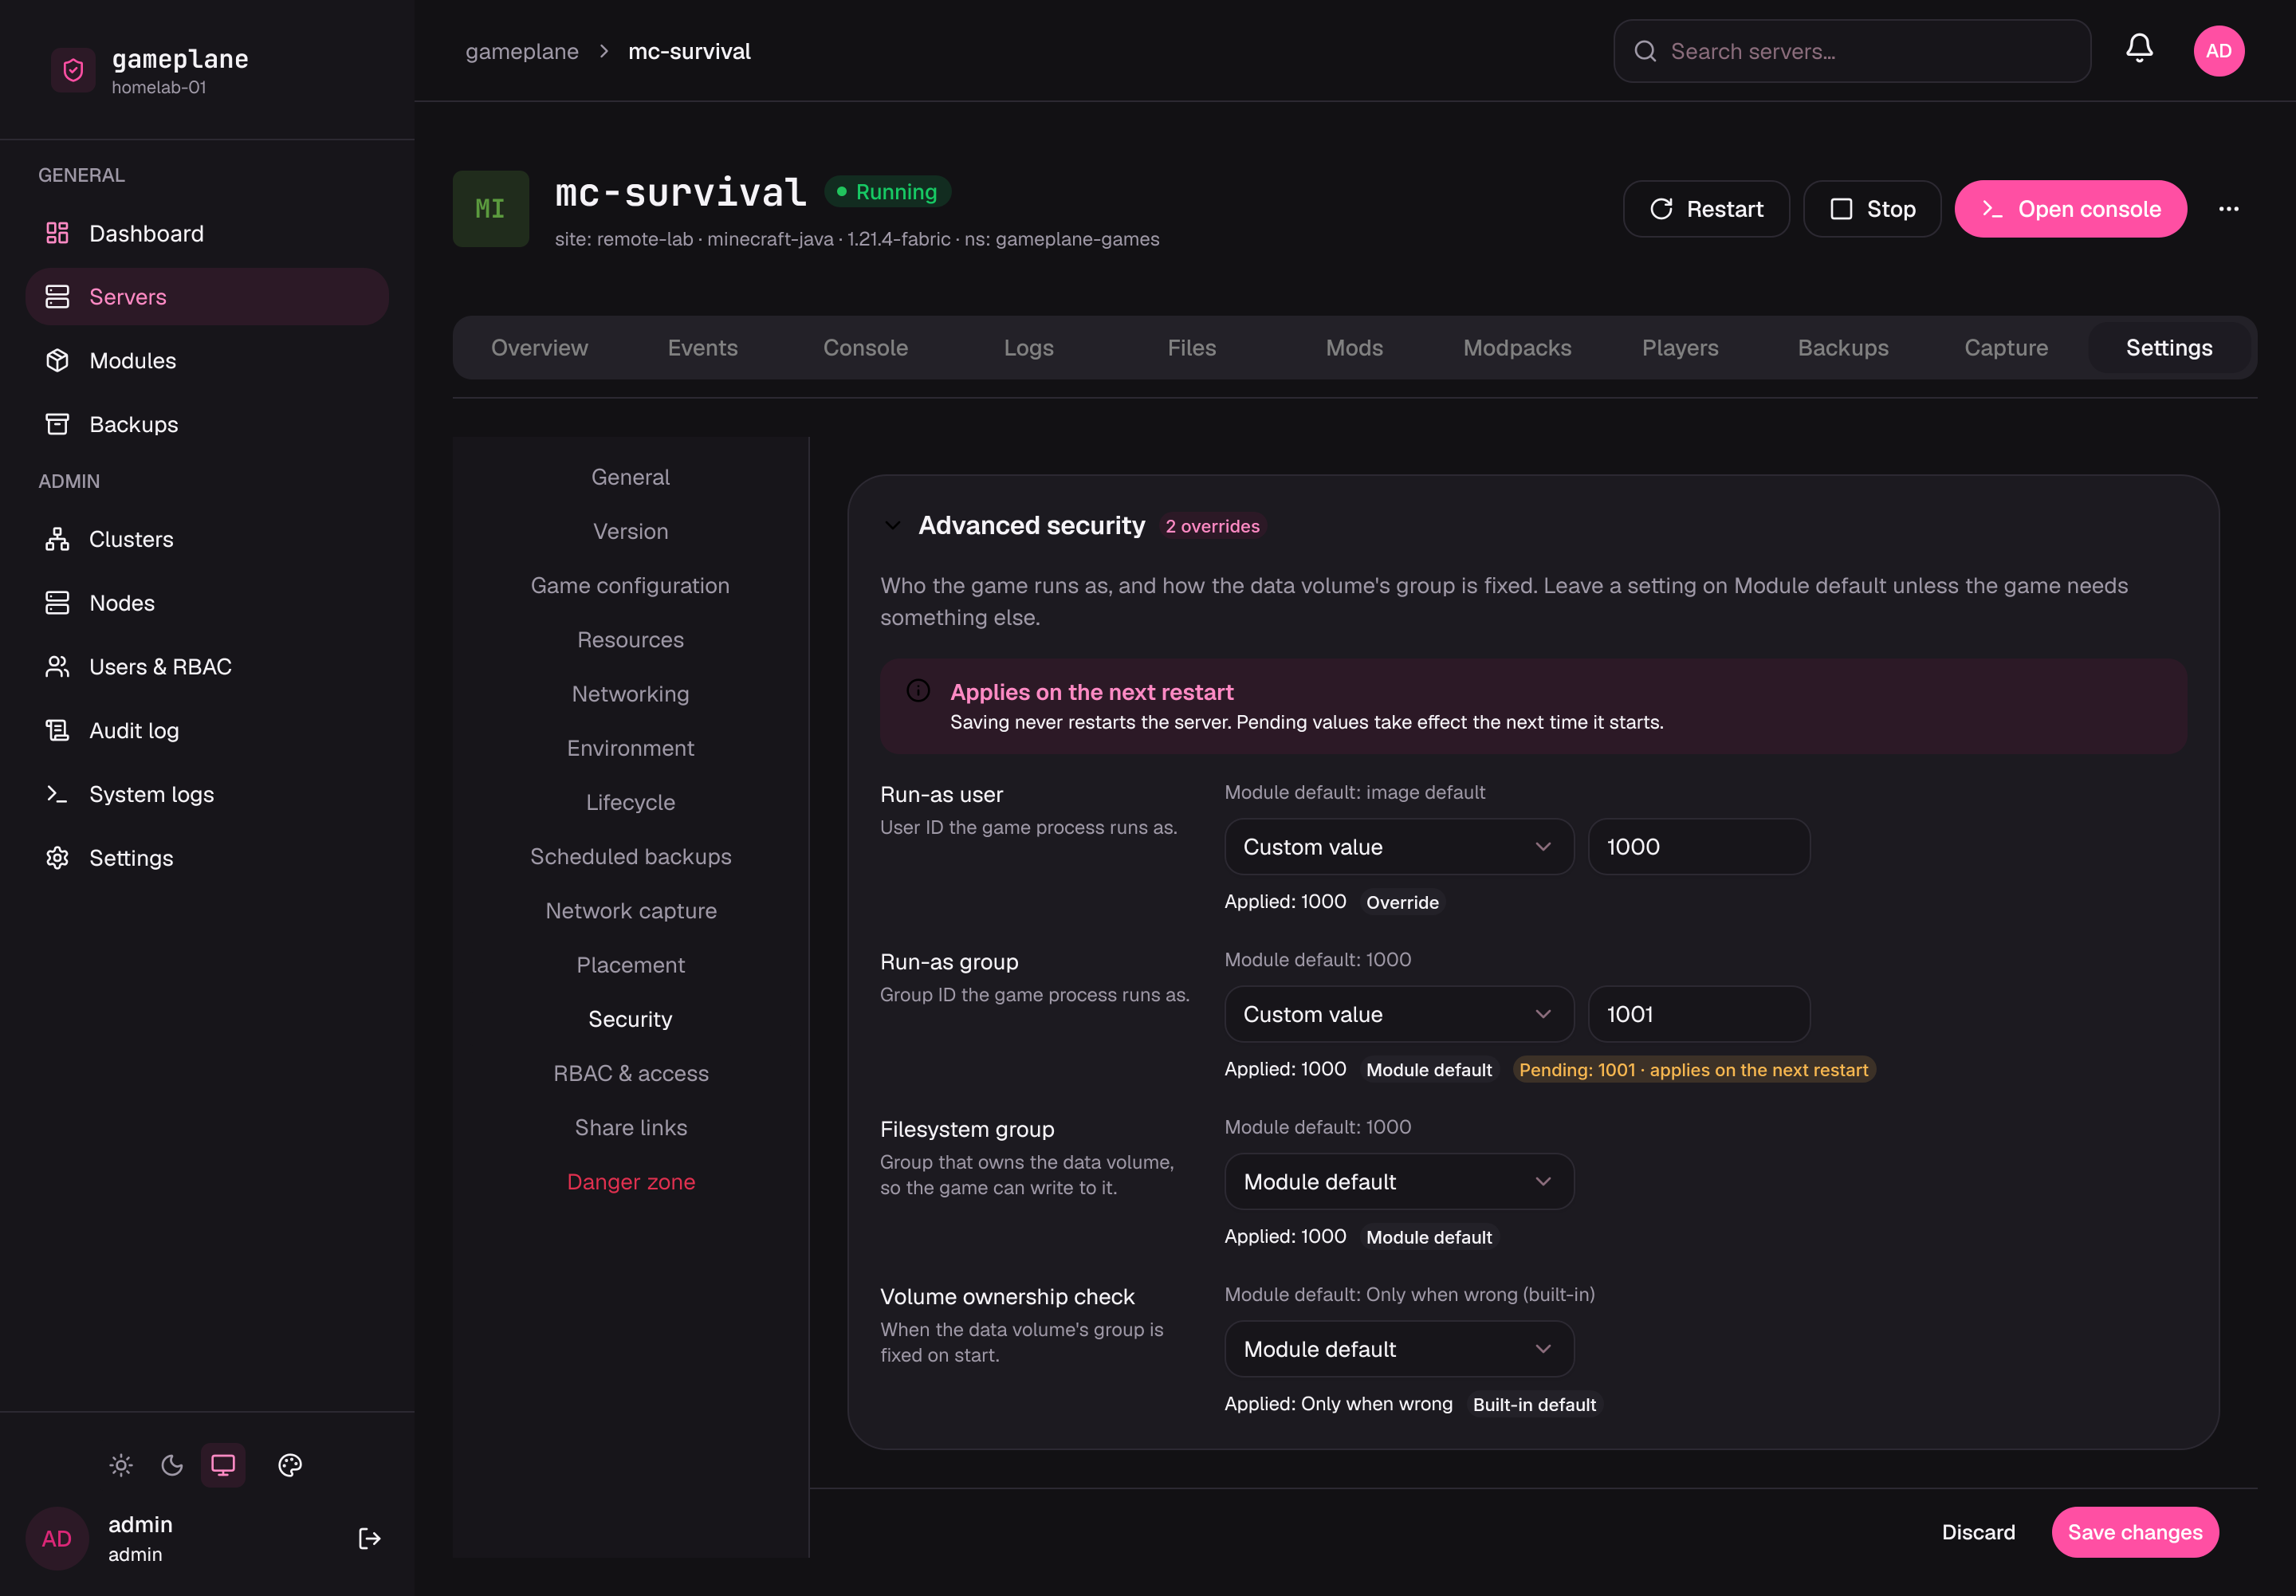 gameplane
homelab-01
GENERAL
Dashboard
Servers
Modules
Backups
ADMIN
Clusters
Nodes
Users & RBAC
Audit log
System logs
Settings
AD
admin
admin
gameplane
mc-survival
Search servers...
AD
MI
mc-survival
Running
site: remote-lab · minecraft-java · 1.21.4-fabric · ns: gameplane-games
Restart
Stop
Open console
Overview
Events
Console
Logs
Files
Mods
Modpacks
Players
Backups
Capture
Settings
General
Version
Game configuration
Resources
Networking
Environment
Lifecycle
Scheduled backups
Network capture
Placement
Security
RBAC & access
Share links
Danger zone
Advanced security
2 overrides
Who the game runs as, and how the data volume's group is fixed. Leave a setting on Module default unless the game needs
something else.
Applies on the next restart
Saving never restarts the server. Pending values take effect the next time it starts.
Run-as user
User ID the game process runs as.
Module default: image default
Custom value
1000
Applied: 1000
Override
Run-as group
Group ID the game process runs as.
Module default: 1000
Custom value
1001
Applied: 1000
Module default
Pending: 1001 · applies on the next restart
Filesystem group
Group that owns the data volume,
so the game can write to it.
Module default: 1000
Module default
Applied: 1000
Module default
Volume ownership check
When the data volume's group is
fixed on start.
Module default: Only when wrong (built-in)
Module default
Applied: Only when wrong
Built-in default
Discard
Save changes